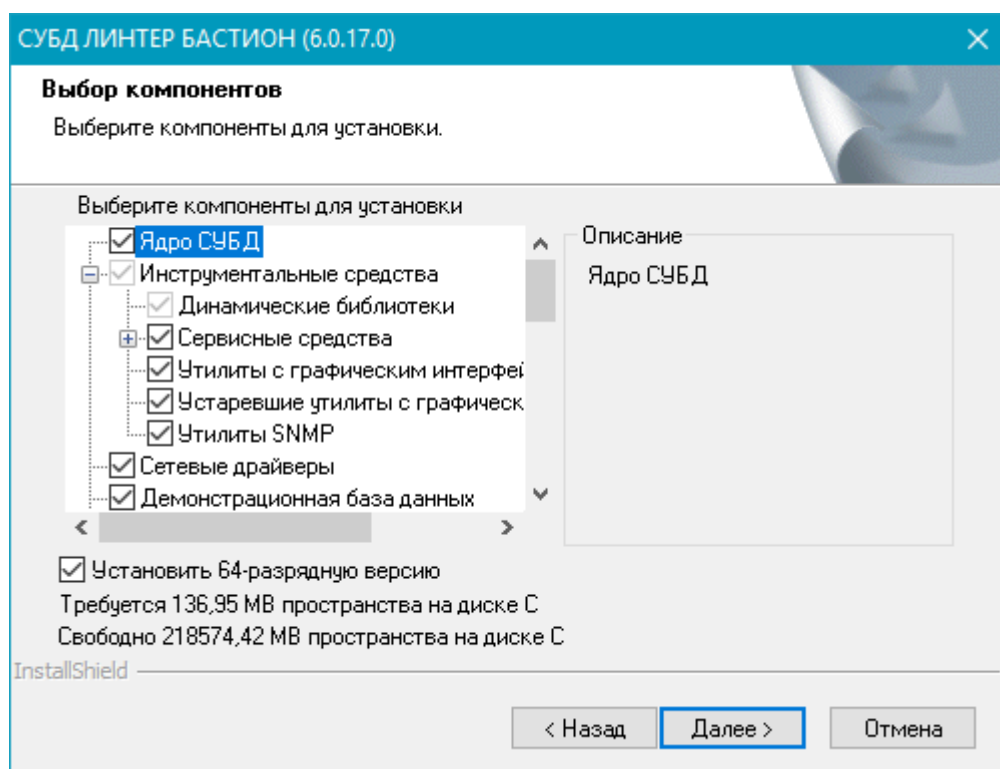 СУБД ЛИНТЕР БАСТИОН (6.0.17.0)
Выбор компонентов
Выберите компоненты для установки.
Выберите компоненты для установки
Ядро СУБД
Инструментальные средства
Динамические библиотеки
Сервисные средства
Утилиты с графическим интерфей
Устаревшие утилиты с графическ
Утилиты SNMP
Сетевые драйверы
Демонстрационная база данных
Описание
Ядро СУБД
Установить 64-разрядную версию
Требуется 136,95 MB пространства на диске C
Свободно 218574,42 MB пространства на диске C
InstallShield
< Назад
Далее >
Отмена